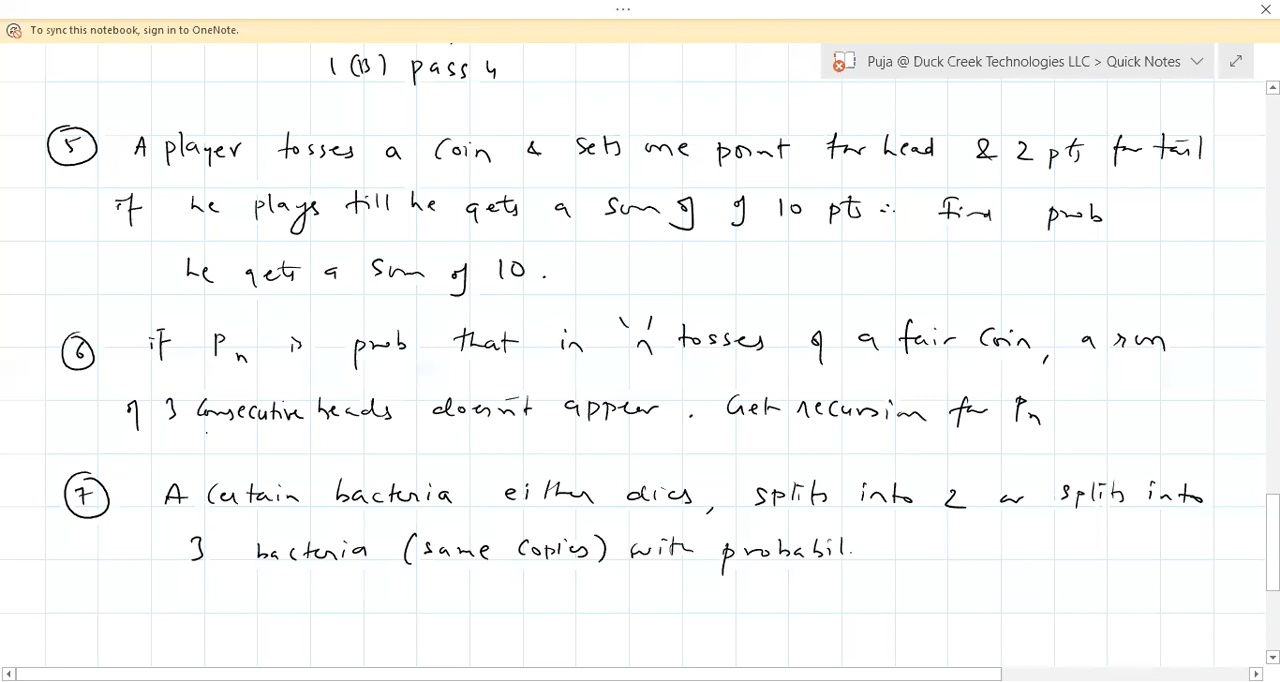 To sync this notebook, sign in to OneNote.
Puja @ Duck Creek Technologies LLC > Quick Notes
1 (B) pass 4
5 A player tosses a coin & gets one point for head & 2 pts for tail
if he plays till he gets a sum of of 10 pts ∴ Find prob
he gets a sum of 10.
6 if Pn is prob that in 'n' tosses of a fair coin, a run
of 3 consecutive heads doesn't appear. Get recursion for Pn
7 A certain bacteria either dies, splits into 2 or splits into
3 bacteria (same copies) with probabil.